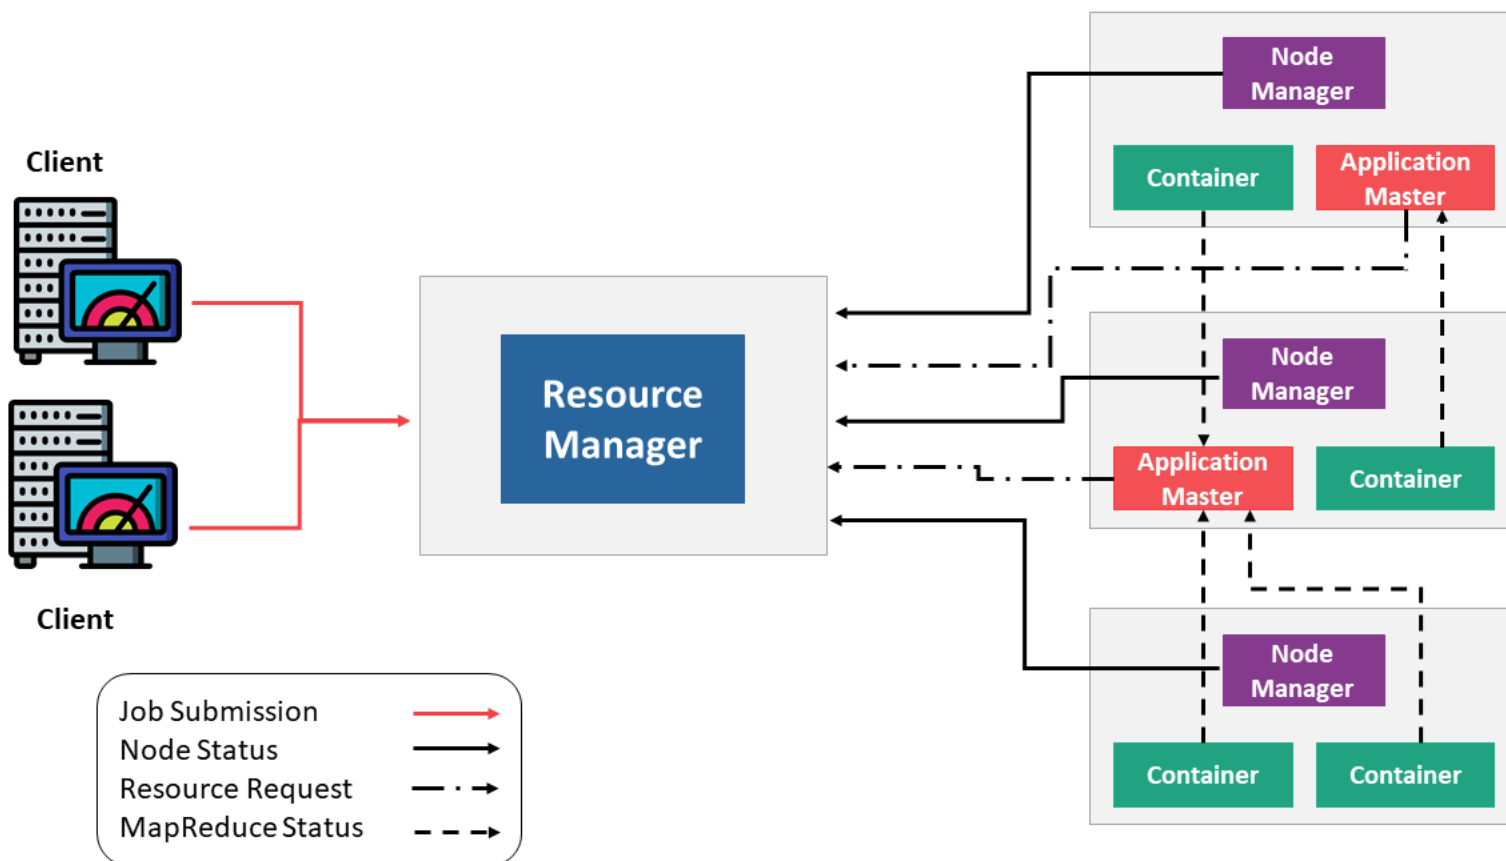 Client
Client
Resource
Manager
Node
Manager
Container
Application
Master
Node
Manager
Application
Master
Container
Node
Manager
Container
Container
Job Submission
Node Status
Resource Request
MapReduce Status